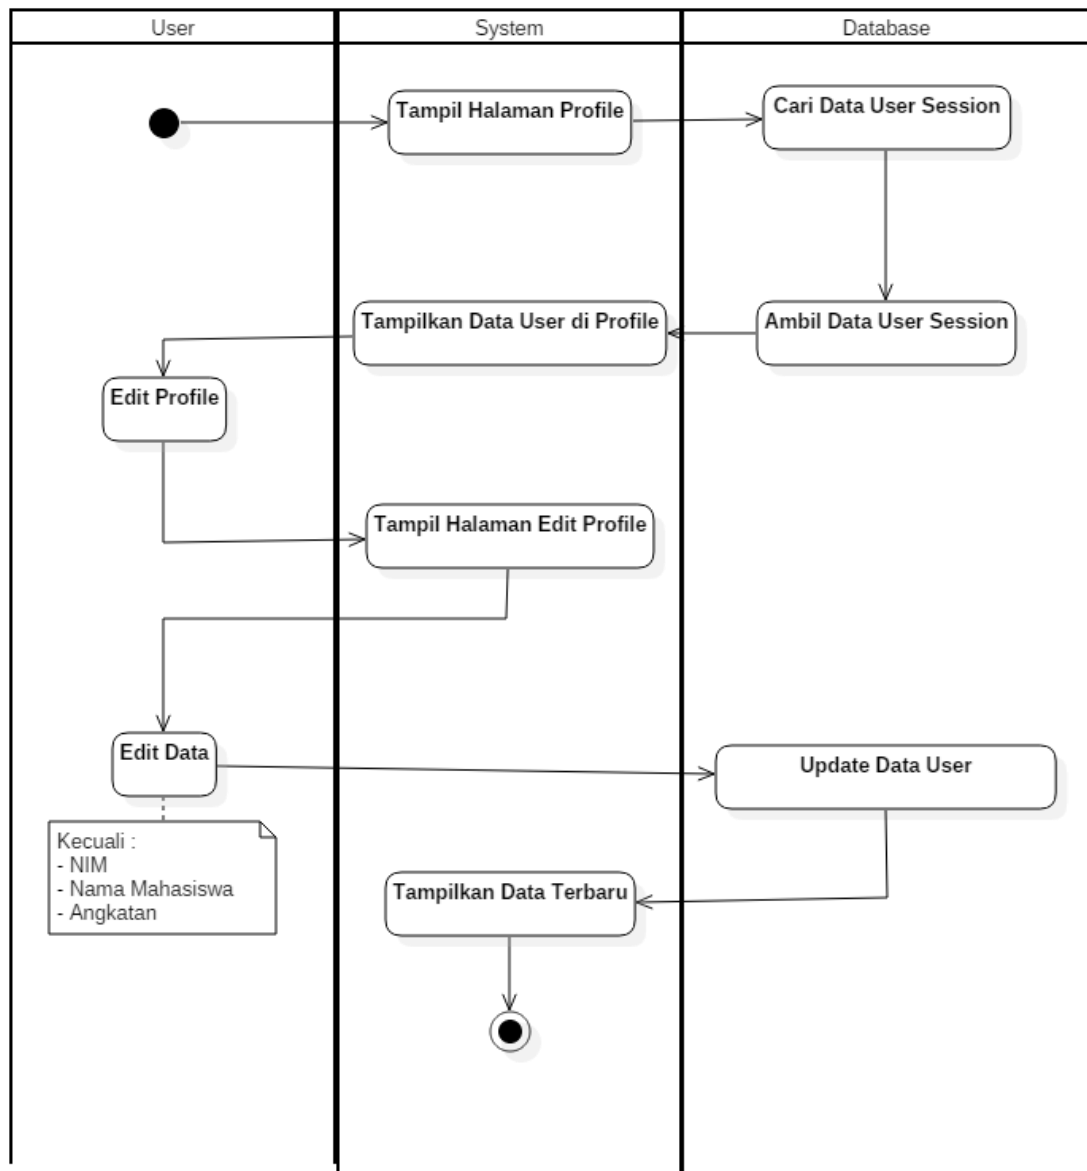 User
System
Database
Tampil Halaman Profile
Cari Data User Session
Tampilkan Data User di Profile
Ambil Data User Session
Edit Profile
Tampil Halaman Edit Profile
Edit Data
Update Data User
Kecuali :
- NIM
- Nama Mahasiswa
- Angkatan
Tampilkan Data Terbaru